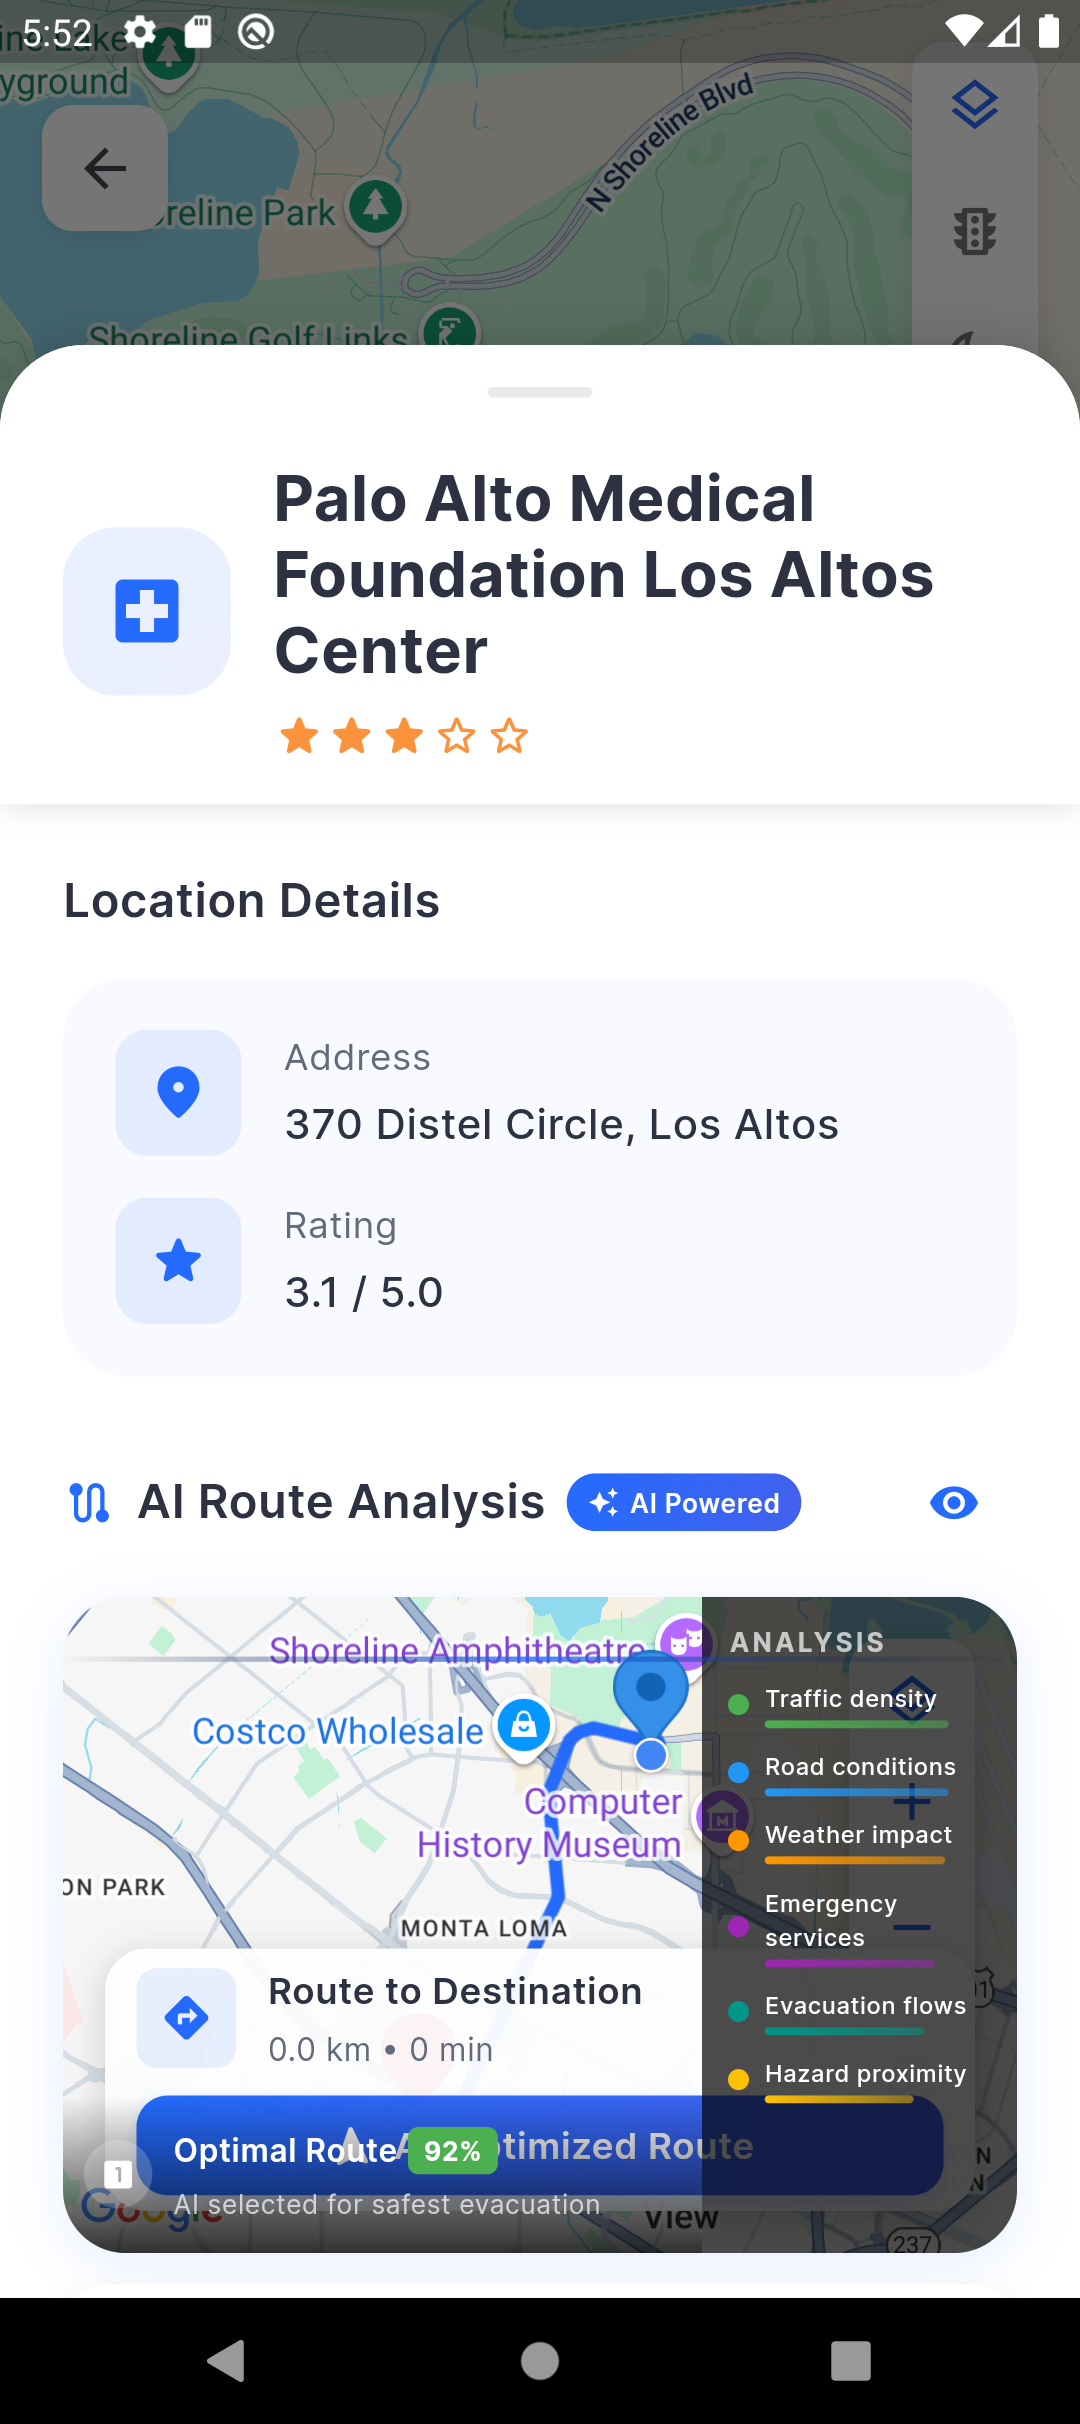 5:52
ine Lake
yground
N Shoreline Blvd
reline Park
Shoreline Golf Links
Palo Alto Medical
Foundation Los Altos
Center
Location Details
Address
370 Distel Circle, Los Altos
Rating
3.1 / 5.0
AI Route Analysis
AI Powered
ANALYSIS
Shoreline Amphitheatre
Traffic density
Costco Wholesale
Road conditions
Computer
History Museum
Weather impact
ON PARK
Emergency
services
MONTA LOMA
Route to Destination
Evacuation flows
0.0 km • 0 min
Hazard proximity
Optimal Route
92%
timized Route
1
AI selected for safest evacuation
Google
View
237